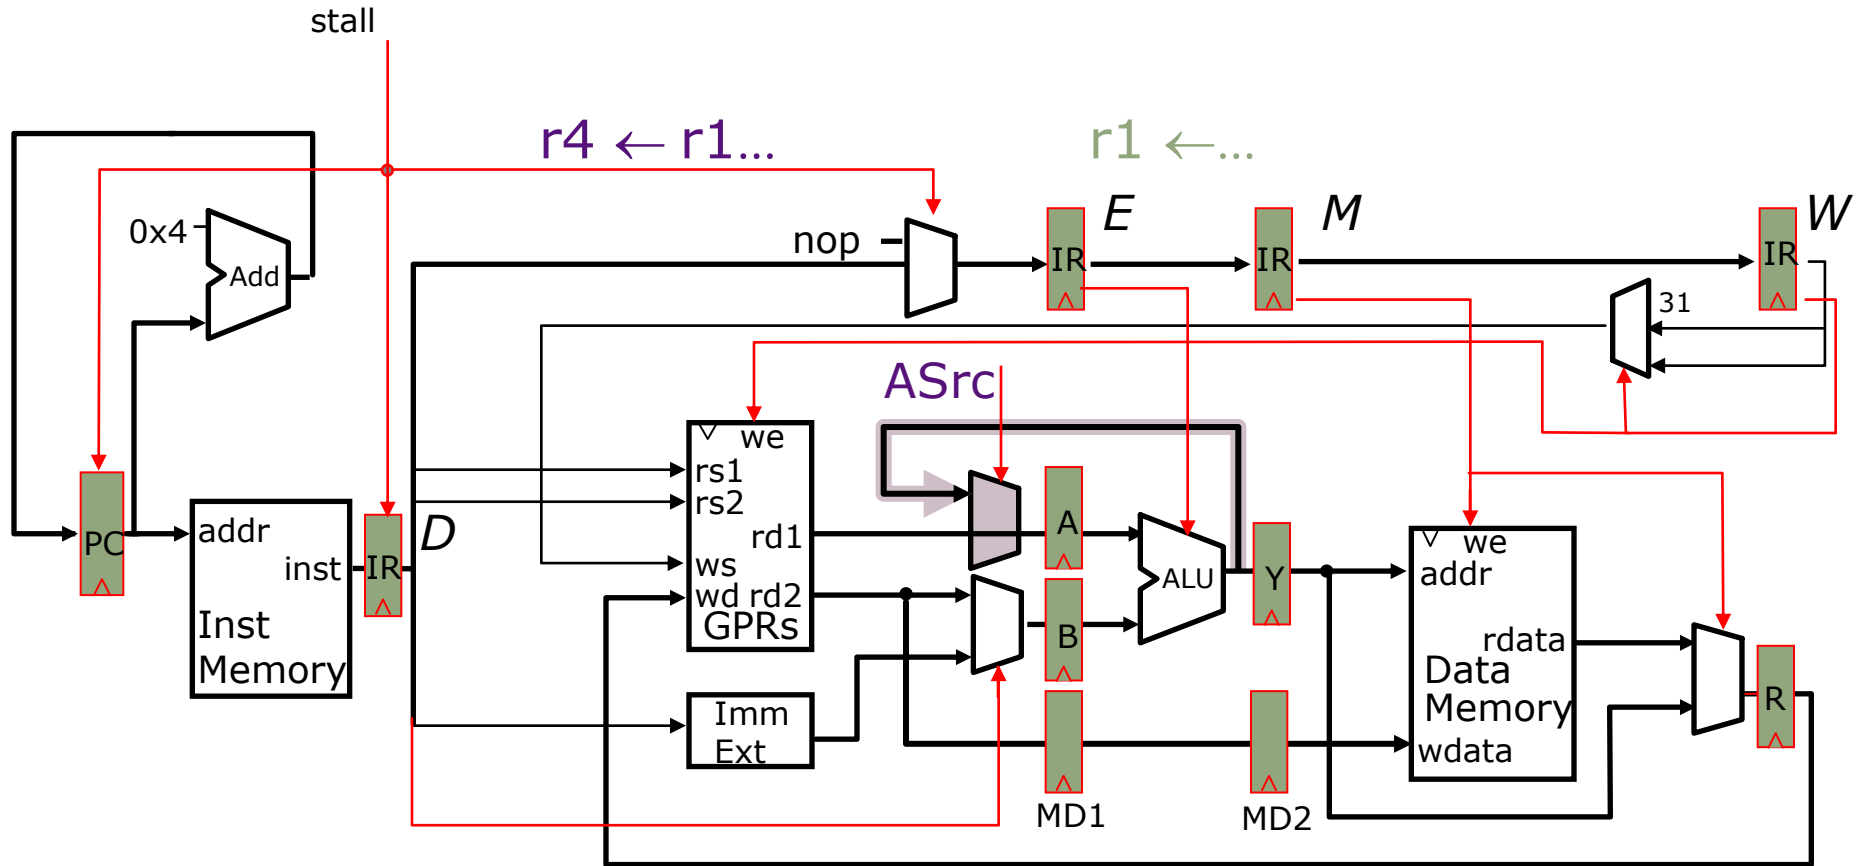 stall
r4 ← r1...
r1 ←...
0x4
Add
nop
IR
E
IR
M
IR
W
31
ASrc
we
rs1
rs2
rd1
ws
wd rd2
GPRs
A
B
ALU
Y
PC
addr
inst
Inst
Memory
IR
D
Imm
Ext
MD1
MD2
we
addr
rdata
Data
Memory
wdata
R